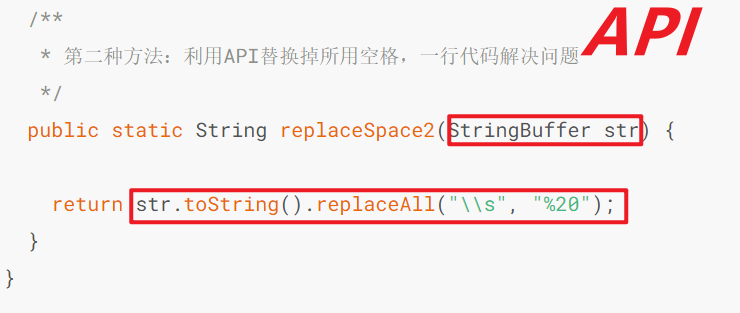 /**
* 第二种方法：利用API替换掉所用空格，一行代码解决问题
API
*/
public static String replaceSpace2(StringBuffer str) {
return str.toString().replaceAll("\\s", "%20");
}
}